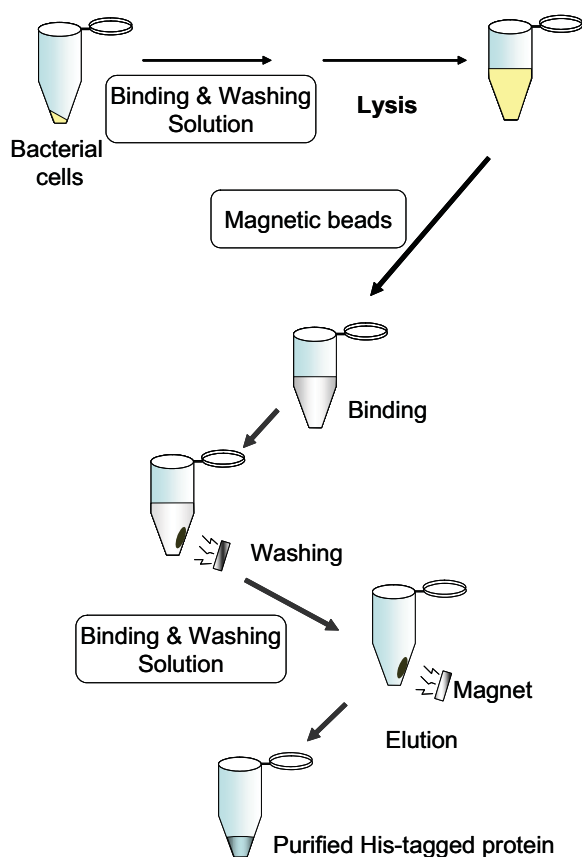 Binding & Washing
Solution
Lysis
Bacterial
cells
Magnetic beads
Binding
Washing
Binding & Washing
Solution
Magnet
Elution
Purified His-tagged protein